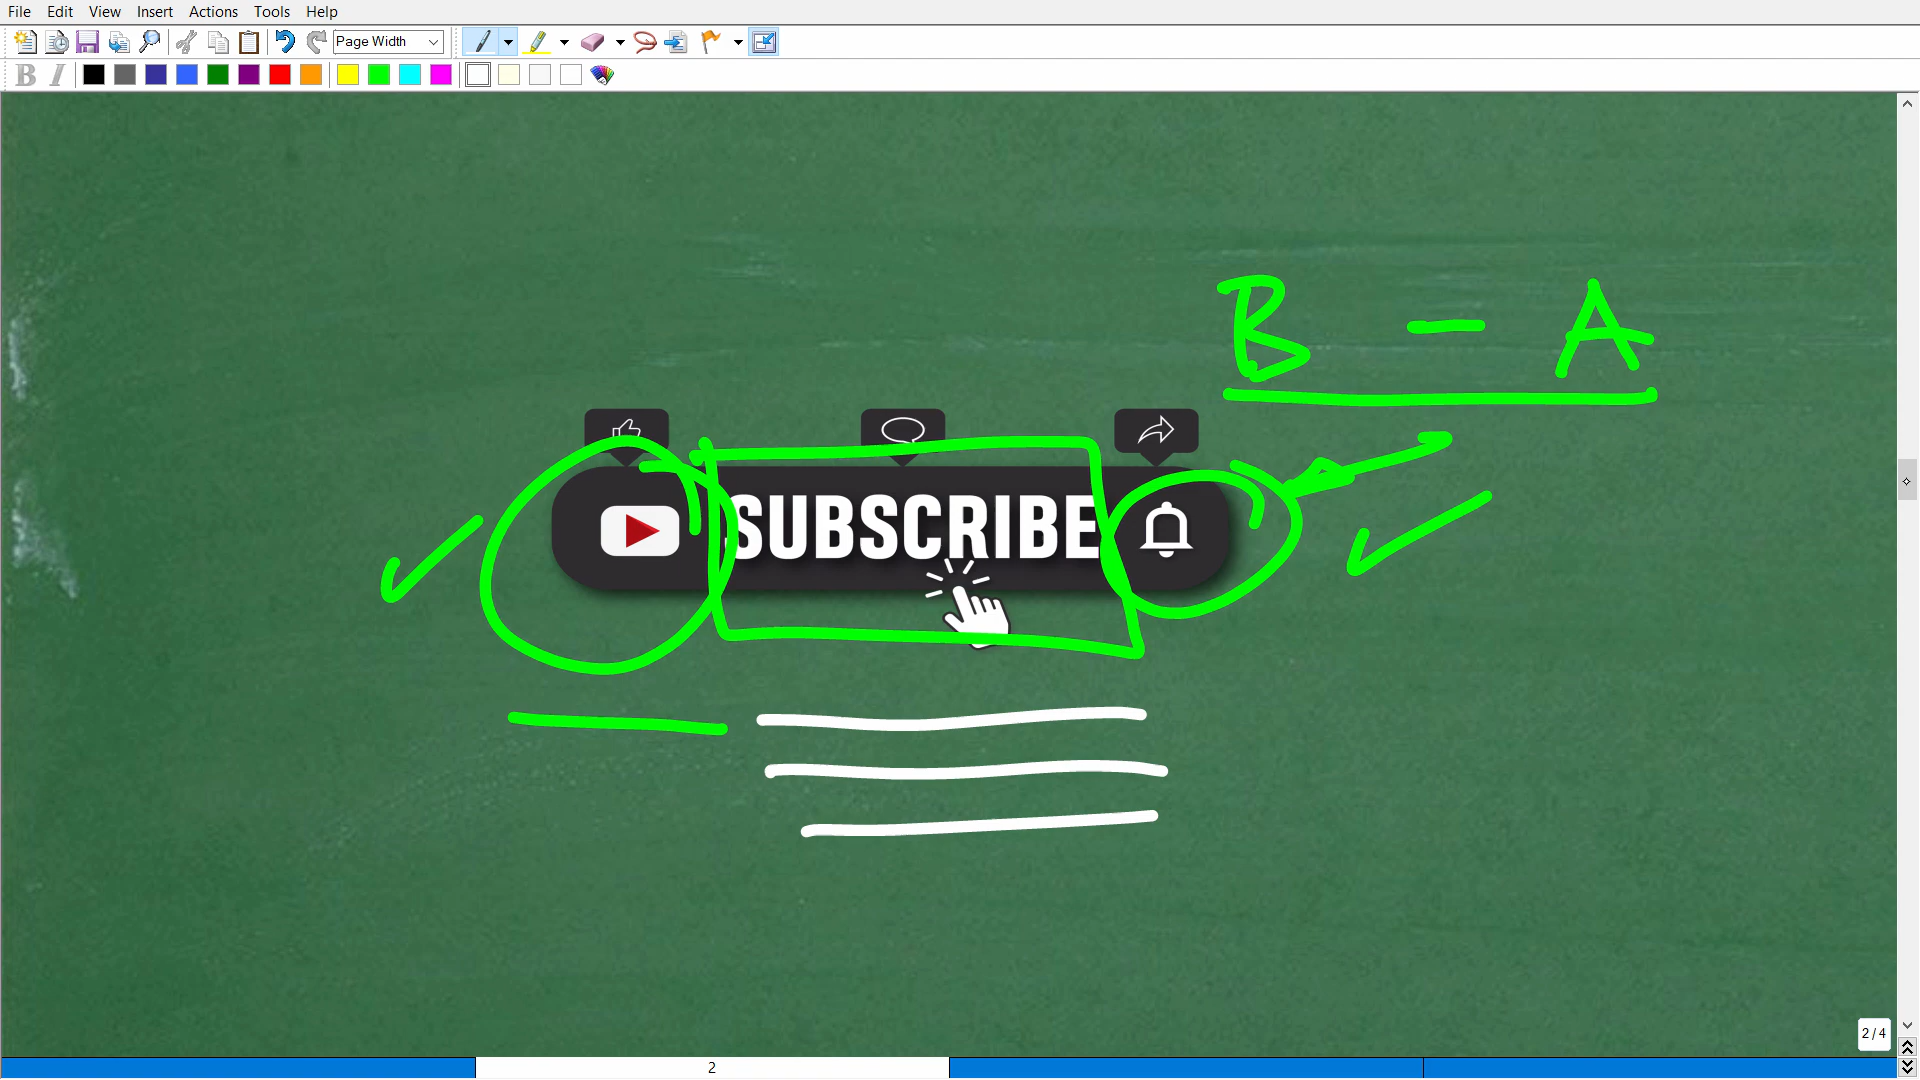 File Edit View Insert Actions Tools Help
Page Width
B I
B - A
SUBSCRIBE
2 / 4
2